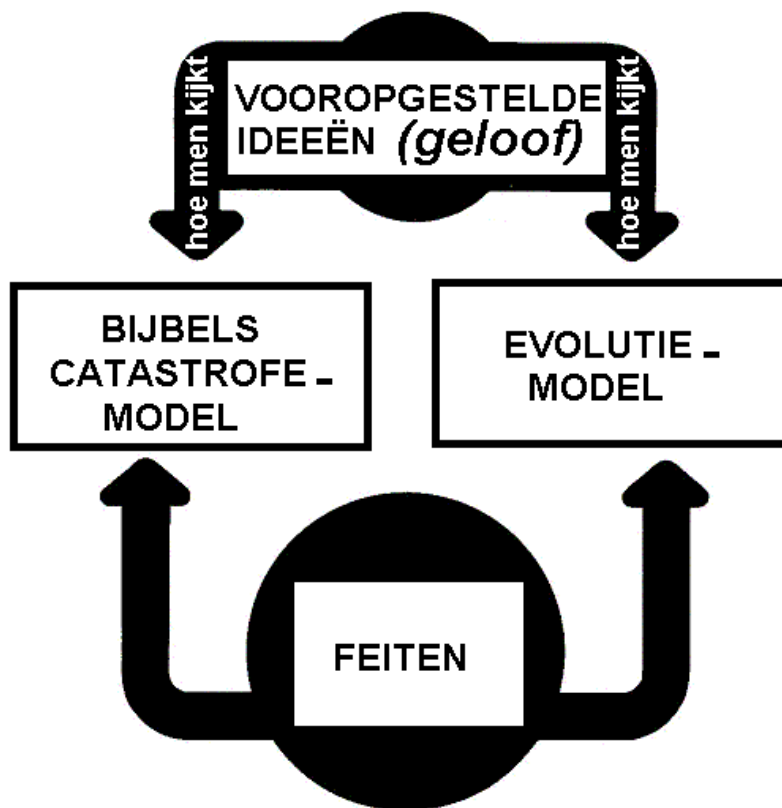 hoe men kijkt
VOOROPGESTELDE
IDEEËN (geloof)
hoe men kijkt
BIJBELS
CATASTROFE -
MODEL
EVOLUTIE -
MODEL
FEITEN